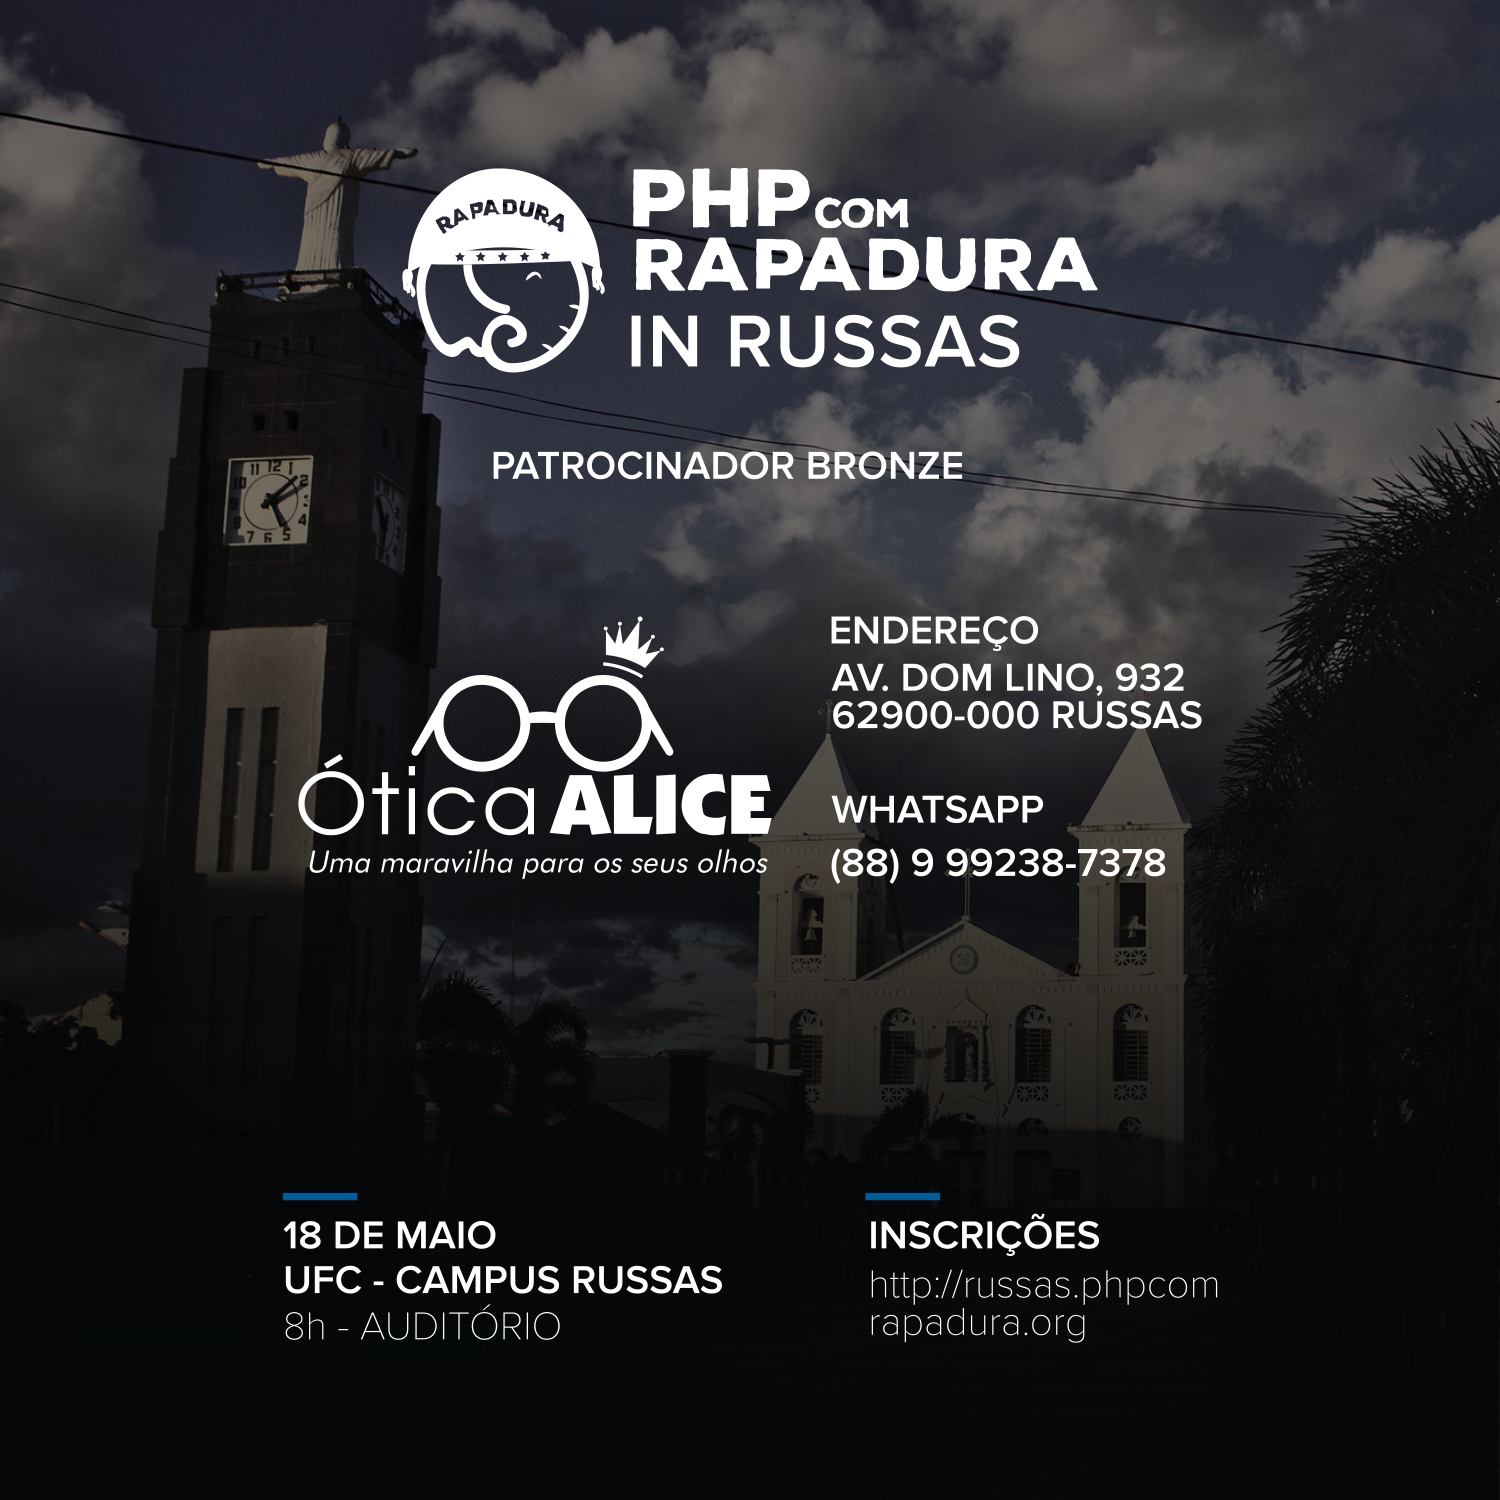 RAPADURA
PHP COM
RAPADURA
IN RUSSAS
PATROCINADOR BRONZE
Ótica ALICE
Uma maravilha para os seus olhos
ENDEREÇO
AV. DOM LINO, 932
62900-000 RUSSAS
WHATSAPP
(88) 9 99238-7378
18 DE MAIO
UFC - CAMPUS RUSSAS
8h - AUDITÓRIO
INSCRIÇÕES
http://russas.phpcom
rapadura.org